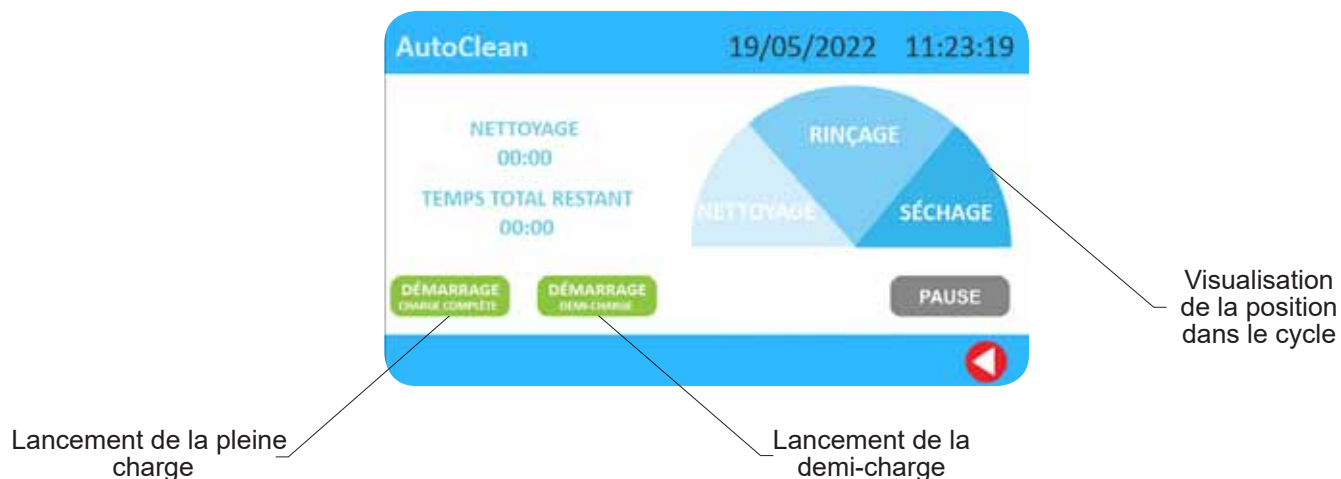 AutoClean 19/05/2022 11:23:19
NETTOYAGE
00:00
TEMPS TOTAL RESTANT
00:00
RINÇAGE
NETTOYAGE
SÉCHAGE
DÉMARRAGE
CHARGE COMPLÈTE
DÉMARRAGE
DEMI-CHARGE
PAUSE
Visualisation
de la position
dans le cycle
Lancement de la pleine
charge
Lancement de la
demi-charge